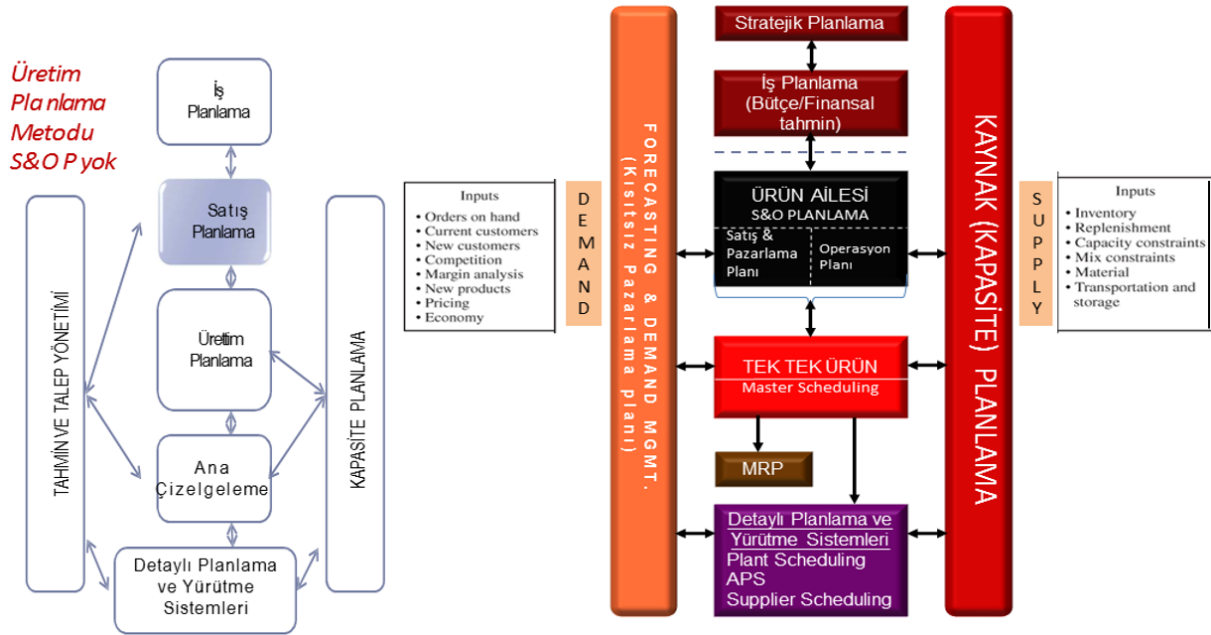 Üretim
Planlama
Metodu
S&OP yok
İş
Planlama
Satış
Planlama
Ürettim
Planlama
Ana
Çizelgeleme
Detaylı Planlama
ve Yürütme
Sistemleri
TAHMİN VE TALEP YÖNETİMİ
KAPASİTE PLANLAMA
Inputs
• Orders on hand
• Current customers
• New customers
• Competition
• Margin analysis
• New products
• Pricing
• Economy
DEMAND
FORECASTING & DEMAND MGMT.
(Kısıtsız Pazarlama planı)
Stratejik Planlama
İş Planlama
(Bütçe/Finansal
tahmin)
ÜRÜN AİLESİ
S&O PLANLAMA
Satış &
Pazarlama
Planı
Operasyon
Planı
TEK TEK ÜRÜN
Master Scheduling
MRP
Detaylı Planlama ve
Yürütme Sistemleri
Plant Scheduling
APS
Supplier Scheduling
KAYNAK (KAPASİTE) PLANLAMA
SUPPLY
Inputs
• Inventory
• Replenishment
• Capacity constraints
• Mix constraints
• Material
• Transportation and
storage